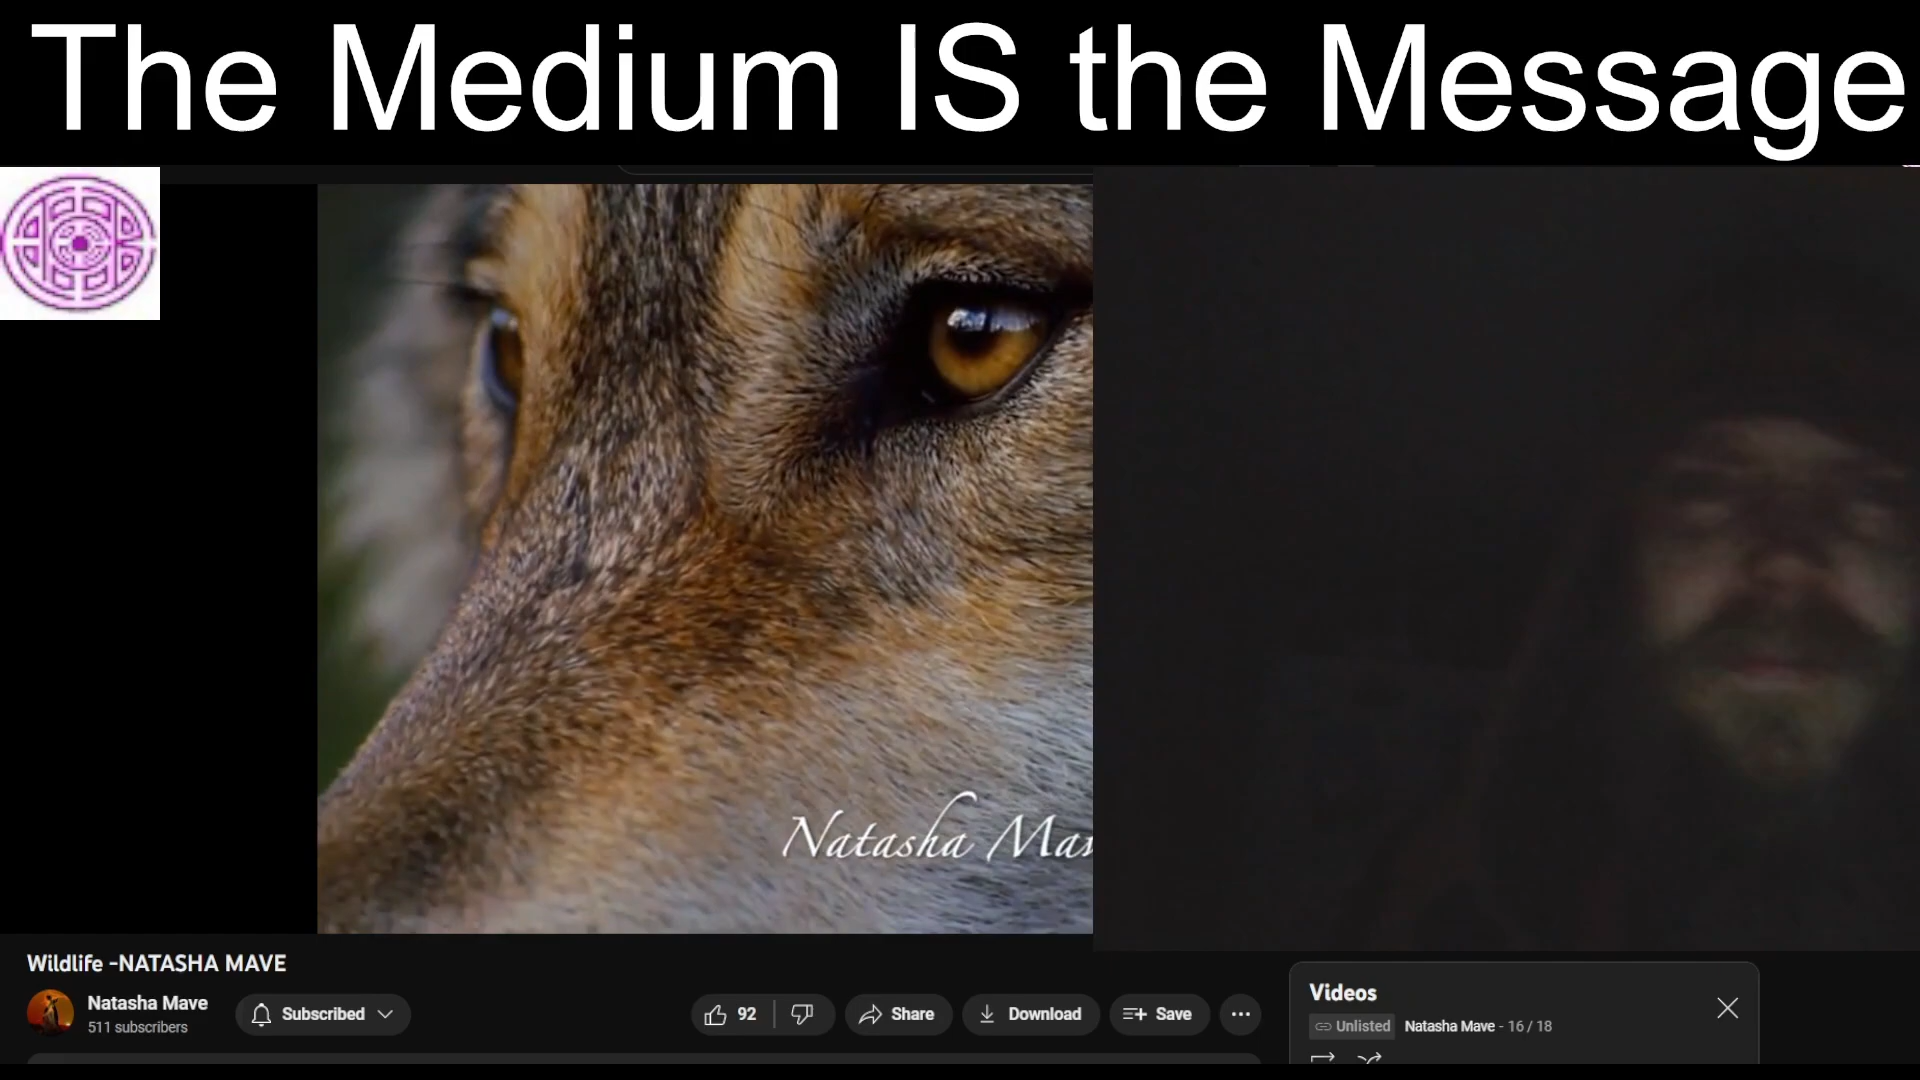 The Medium IS the Message
Natasha
Wildlife -NATASHA MAVE
Natasha Mave
511 subscribers
Subscribed
92
Share
Download
Save
Videos
Unlisted
Natasha Mave - 16 / 18